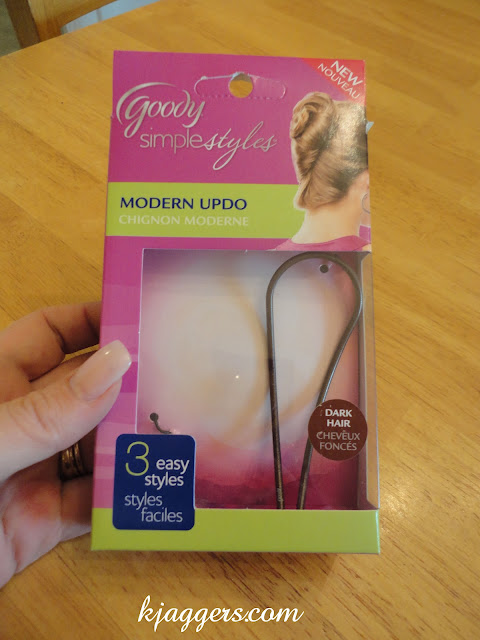 NEW
NOUVEAU
Goody
simplestyles
MODERN UPDO
CHIGNON MODERNE
DARK
HAIR
CHEVEUX
FONCÉS
3 easy
styles
styles
faciles
kjaggers.com